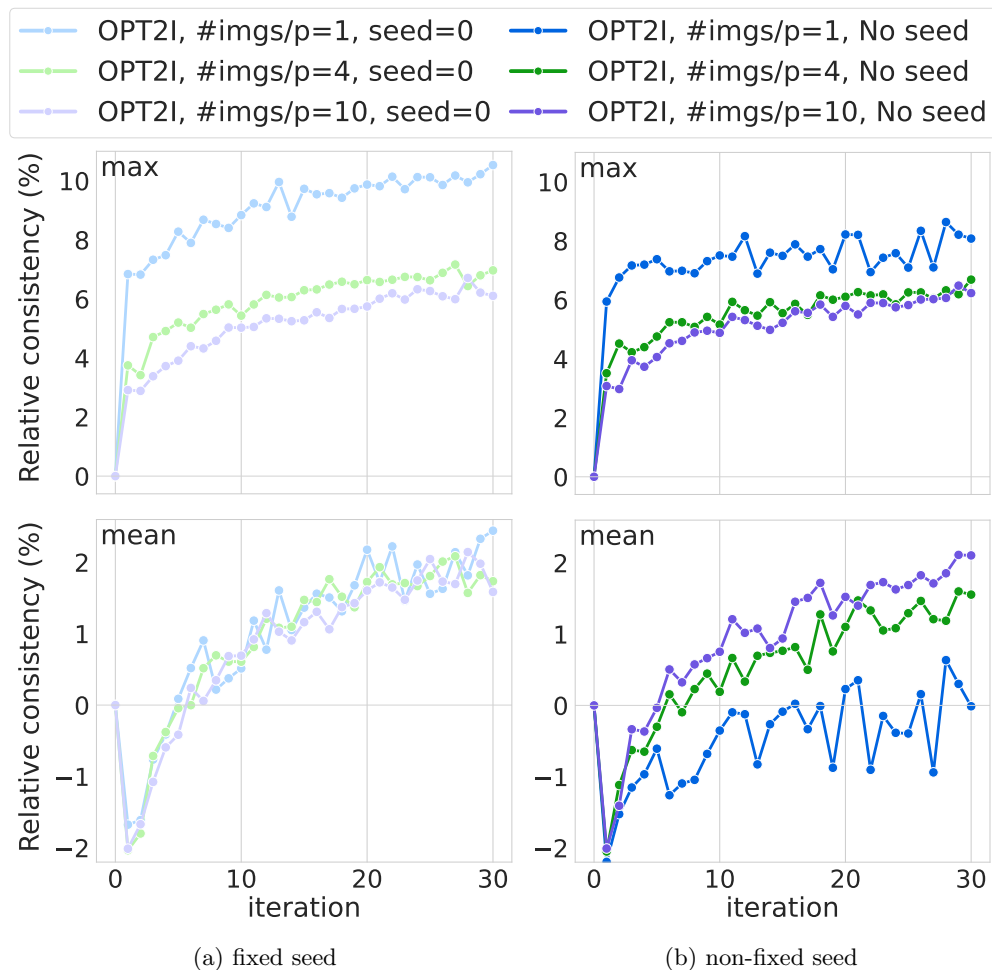 OPT2I, #imgs/p=1, seed=0
OPT2I, #imgs/p=4, seed=0
OPT2I, #imgs/p=10, seed=0
OPT2I, #imgs/p=1, No seed
OPT2I, #imgs/p=4, No seed
OPT2I, #imgs/p=10, No seed
max
Relative consistency (%)
10
8
6
4
2
0
max
10
8
6
4
2
0
mean
Relative consistency (%)
2
1
0
−1
−2
0 10 20 30
iteration
(a) fixed seed
mean
2
1
0
−1
−2
0 10 20 30
iteration
(b) non-fixed seed